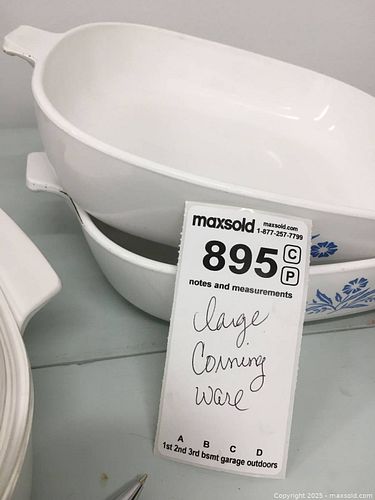 maxsold maxsold.com
1-877-257-7799
895 C
P
notes and measurements
large
Corning
ware
A B C D
1st 2nd 3rd bsmt garage outdoors
Copyright © 2025 - maxsold.com